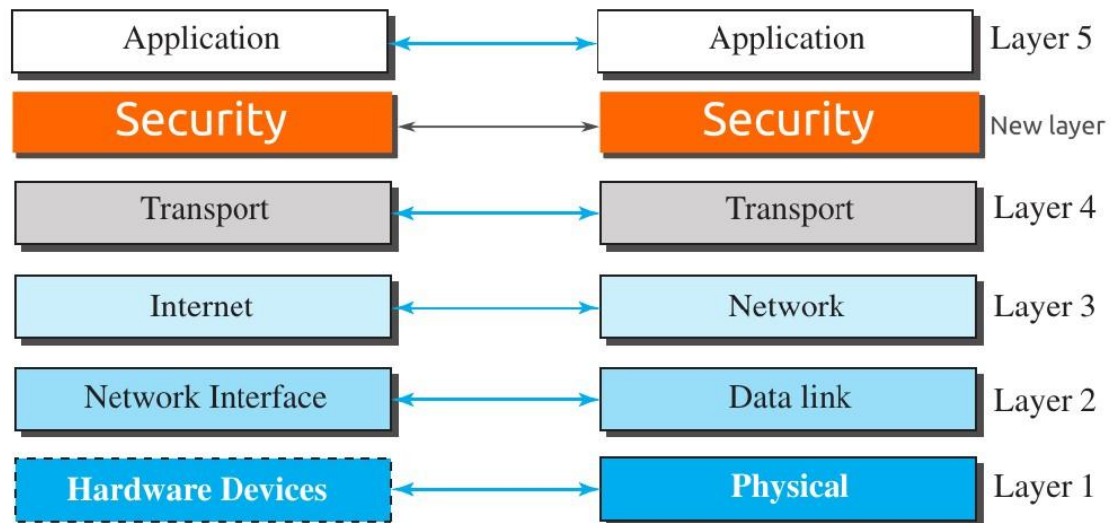 Application Application Layer 5
Security Security New layer
Transport Transport Layer 4
Internet Network Layer 3
Network Interface Data link Layer 2
Hardware Devices Physical Layer 1